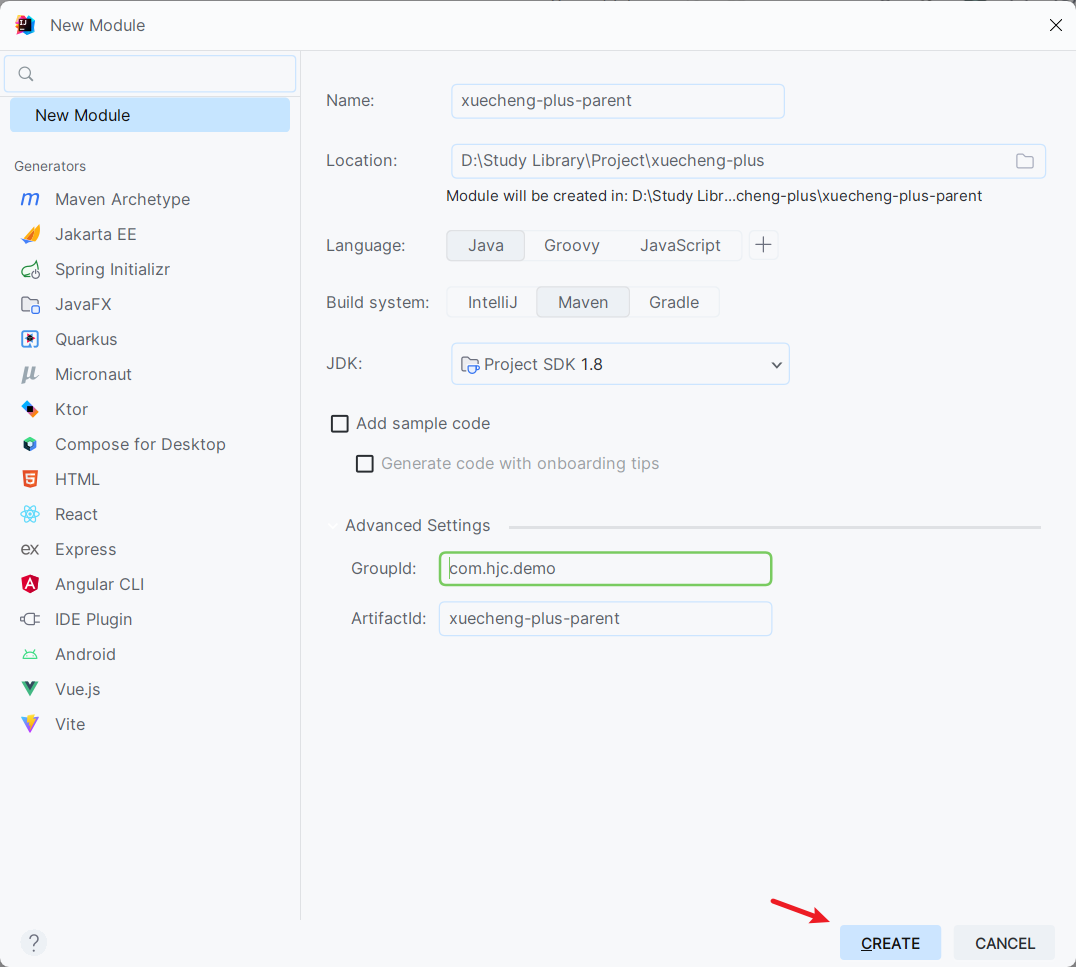 New Module
New Module
Generators
Maven Archetype
Jakarta EE
Spring Initializr
JavaFX
Quarkus
Micronaut
Ktor
Compose for Desktop
HTML
React
Express
Angular CLI
IDE Plugin
Android
Vue.js
Vite
Name: xuecheng-plus-parent
Location: D:\Study Library\Project\xuecheng-plus
Module will be created in: D:\Study Libr...cheng-plus\xuecheng-plus-parent
Language: Java Groovy JavaScript +
Build system: IntelliJ Maven Gradle
JDK: Project SDK 1.8
Add sample code
Generate code with onboarding tips
Advanced Settings
GroupId: com.hjc.demo
ArtifactId: xuecheng-plus-parent
? CREATE CANCEL